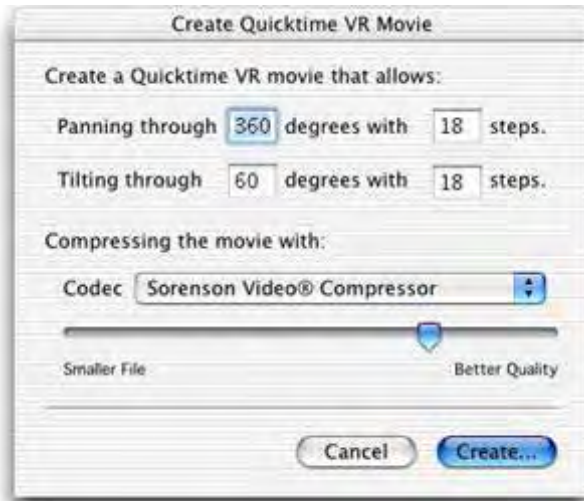 Create Quicktime VR Movie
Create a Quicktime VR movie that allows:
Panning through 360 degrees with 18 steps.
Tilting through 60 degrees with 18 steps.
Compressing the movie with:
Codec Sorenson Video® Compressor
Smaller File Better Quality
Cancel Create...